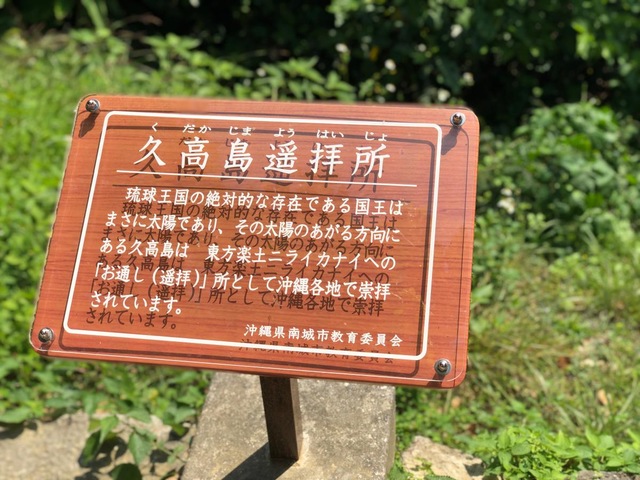 くだかじまようはいじょ
久高島遥拝所
琉球王国の絶対的な存在である国王は
まさに太陽であり、その太陽のあがる方向に
ある久高島は　東方楽土ニライカナイへの
「お通し（遥拝）」所として沖縄各地で崇拝
されています。
沖縄県南城市教育委員会